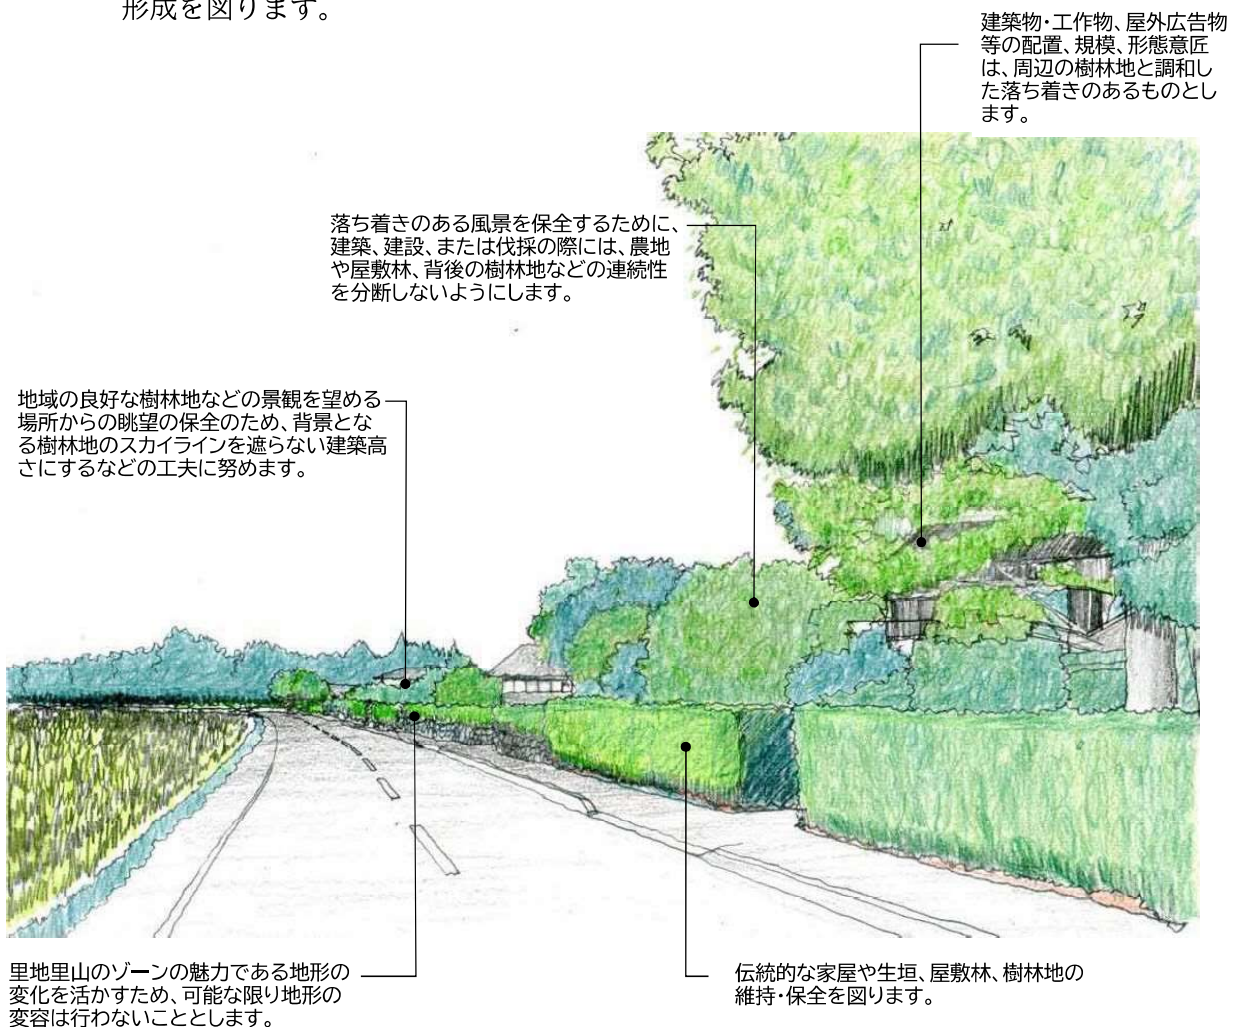 形成を図ります。
建築物・工作物、屋外広告物
等の配置、規模、形態意匠
は、周辺の樹林地と調和し
た落ち着きのあるものとし
ます。
落ち着きのある風景を保全するために、
建築、建設、または伐採の際には、農地
や屋敷林、背後の樹林地などの連続性
を分断しないようにします。
地域の良好な樹林地などの景観を望める
場所からの眺望の保全のため、背景とな
る樹林地のスカイラインを遮らない建築高
さにするなどの工夫に努めます。
里地里山のゾーンの魅力である地形の
変化を活かすため、可能な限り地形の
変容は行わないこととします。
伝統的な家屋や生垣、屋敷林、樹林地の
維持・保全を図ります。